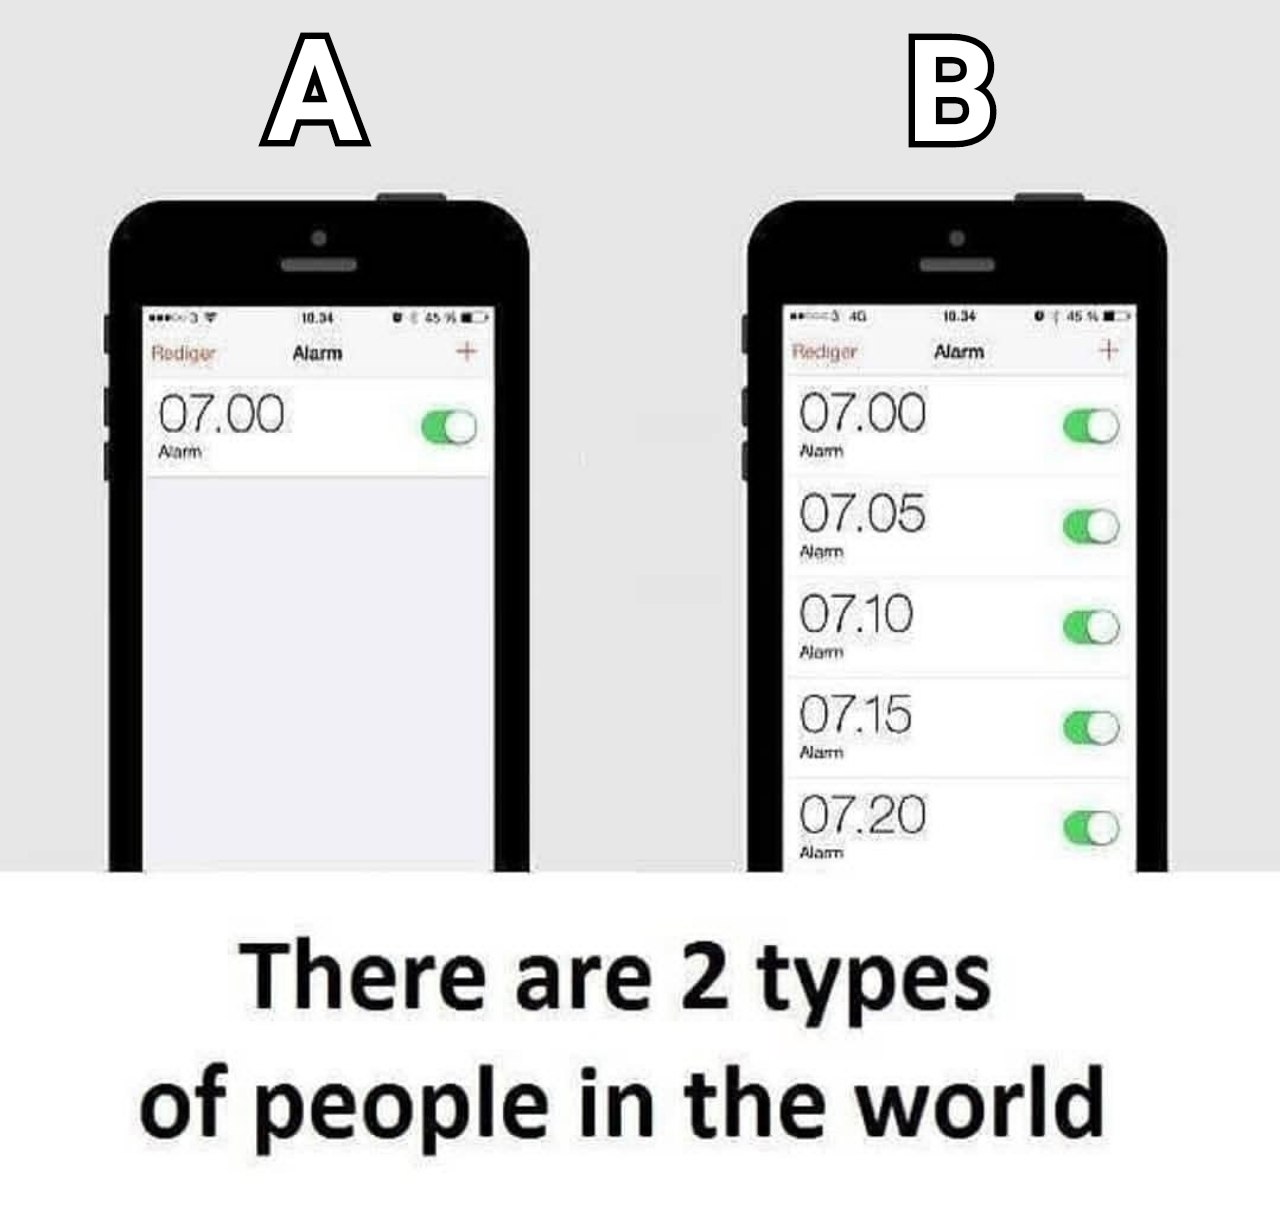 A
B
3
10.34
45 %
Rediger
Alarm
+
07.00
Alarm
3 4G
10.34
45 %
Rediger
Alarm
+
07.00
Alarm
07.05
Alarm
07.10
Alarm
07.15
Alarm
07.20
Alarm
There are 2 types
of people in the world